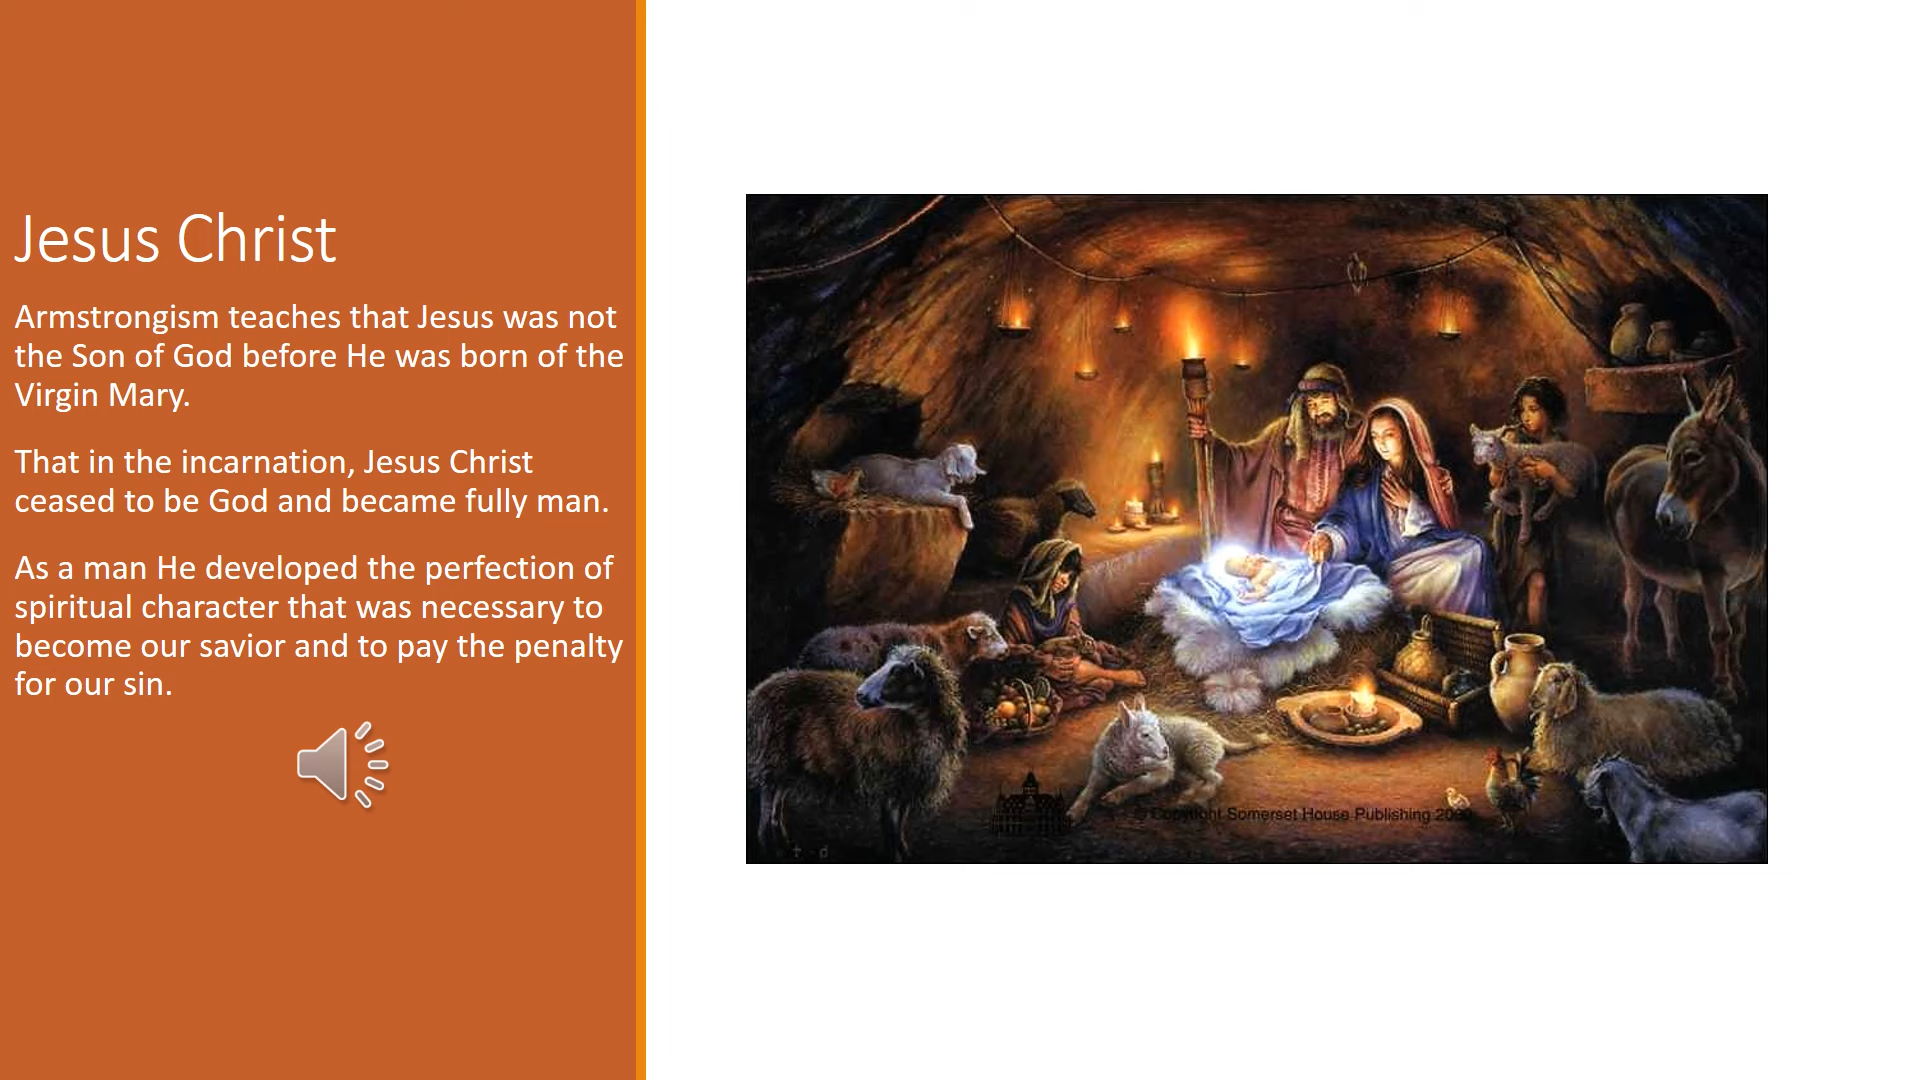 Jesus Christ
Armstrongism teaches that Jesus was not
the Son of God before He was born of the
Virgin Mary.
That in the incarnation, Jesus Christ
ceased to be God and became fully man.
As a man He developed the perfection of
spiritual character that was necessary to
become our savior and to pay the penalty
for our sin.
© Copyright Somerset House Publishing